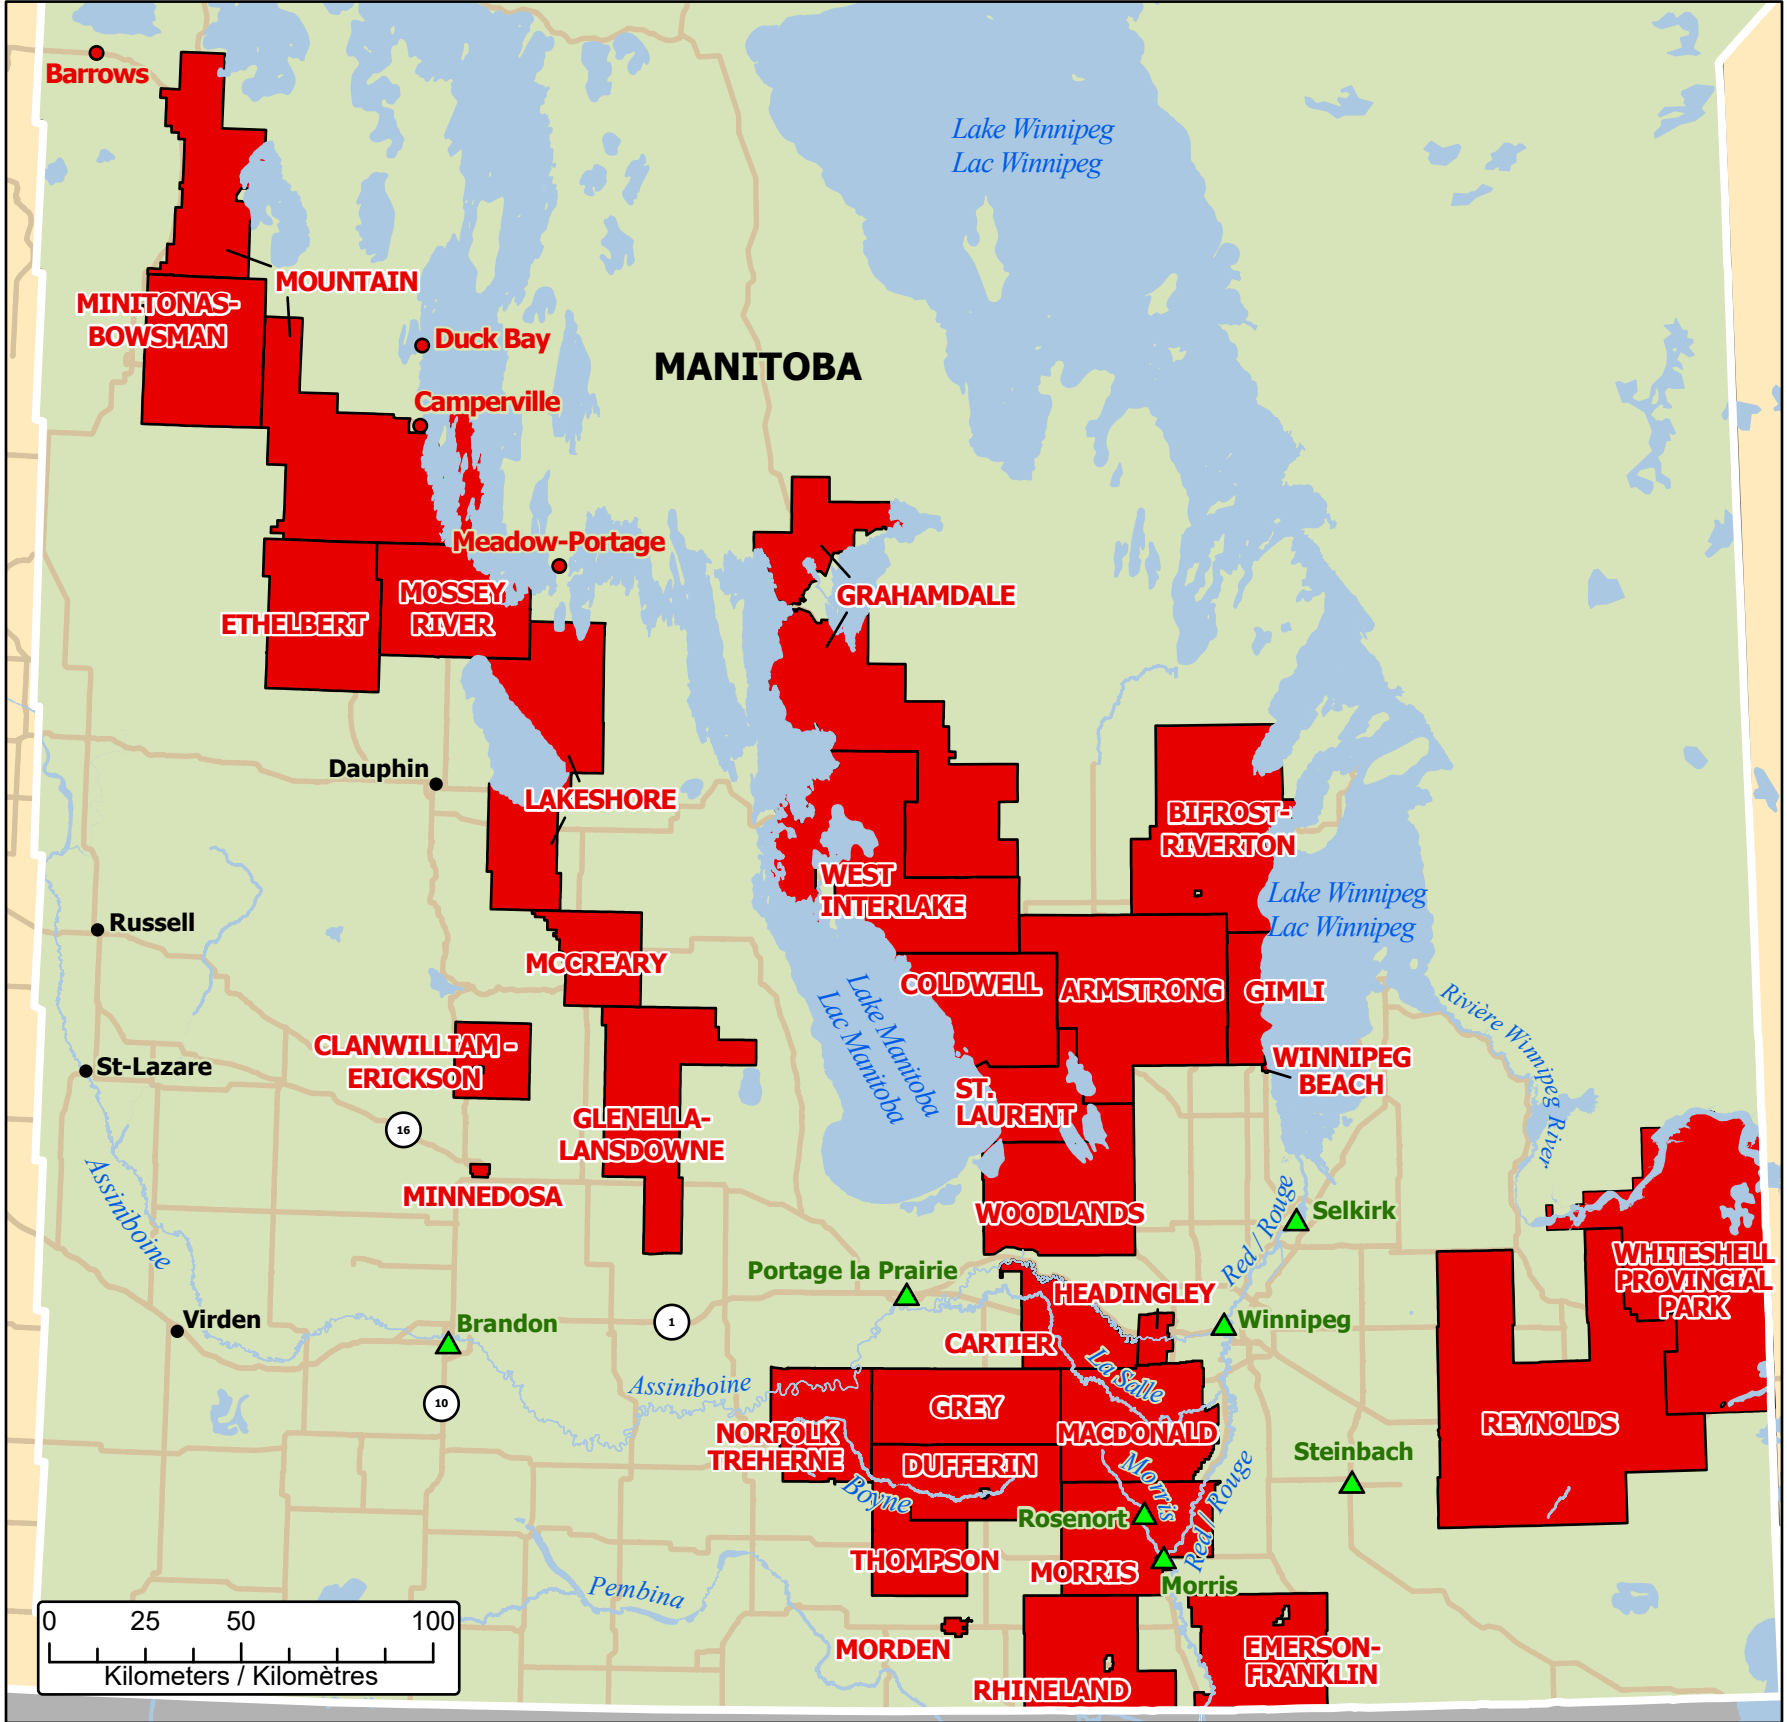 Barrows
Lake Winnipeg
Lac Winnipeg
MOUNTAIN
MINITONAS-
BOWSMAN
Duck Bay
MANITOBA
Camperville
Meadow-Portage
MOSSEY
RIVER
ETHELBERT
GRAHAMDALE
Dauphin
LAKESHORE
BIFROST-
RIVERTON
WEST
INTERLAKE
Lake Winnipeg
Lac Winnipeg
Russell
MCCREARY
COLDWELL
ARMSTRONG
GIMLI
Lake Manitoba
Lac Manitoba
Rivière Winnipeg River
CLANWILLIAM -
ERICKSON
St-Lazare
WINNIPEG
BEACH
ST.
LAURENT
16
GLENELLA-
LANSDOWNE
MINNEDOSA
Assiniboine
WOODLANDS
Red / Rouge
Selkirk
WHITESHELL
PROVINCIAL
PARK
Portage la Prairie
HEADINGLEY
Virden
Brandon
1
CARTIER
Winnipeg
La Salle
Assiniboine
10
GREY
NORFOLK
TREHERNE
MACDONALD
REYNOLDS
DUFFERIN
Steinbach
Morris
Boyne
Red / Rouge
Rosenort
THOMPSON
MORRIS
Morris
Pembina
0 25 50 100
Kilometers / Kilomètres
MORDEN
EMERSON-
FRANKLIN
RHINELAND